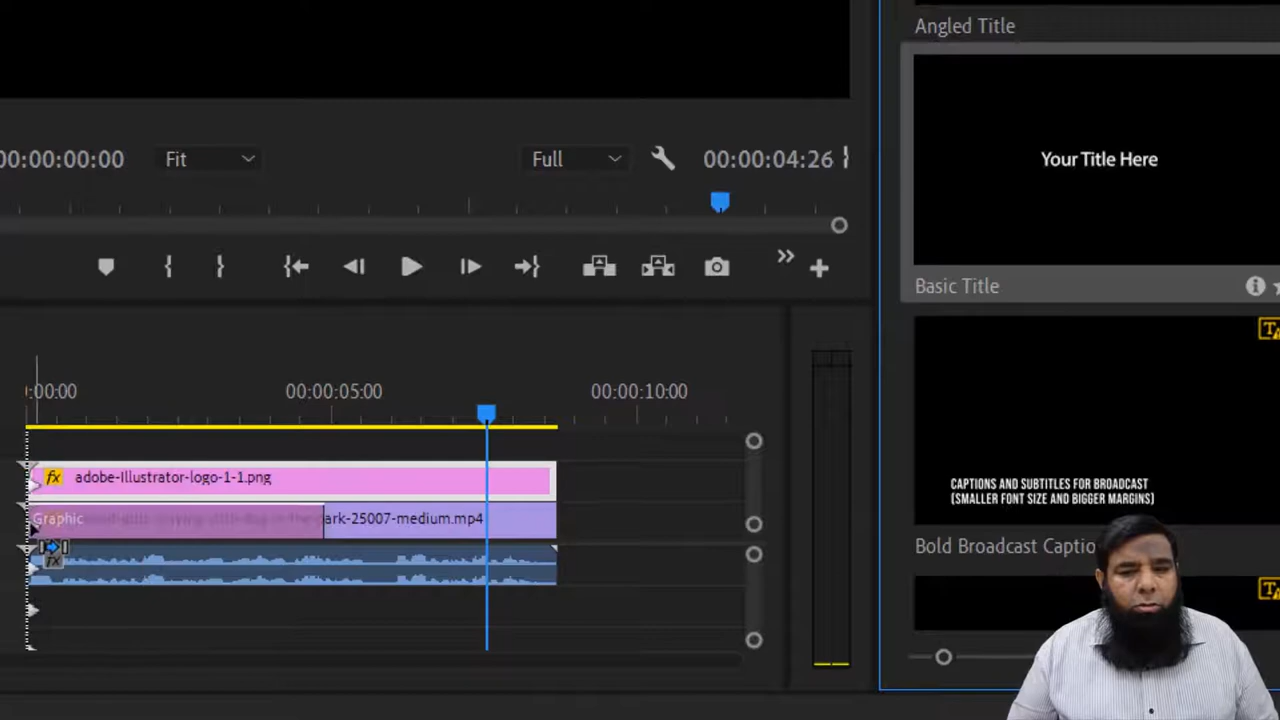 Angled Title
Your Title Here
00:00:00:00
Fit
Full
00:00:04:26
Basic Title
:00:00
00:00:05:00
00:00:10:00
fx
adobe-Illustrator-logo-1-1.png
Graphic
ark-25007-medium.mp4
fx
CAPTIONS AND SUBTITLES FOR BROADCAST
(SMALLER FONT SIZE AND BIGGER MARGINS)
Bold Broadcast Captio